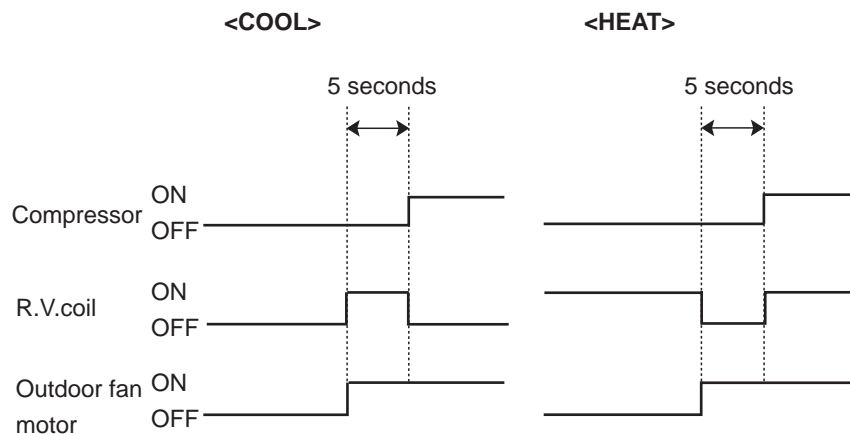 <COOL> <HEAT>
5 seconds 5 seconds
Compressor ON
OFF
R.V.coil ON
OFF
Outdoor fan ON
motor OFF